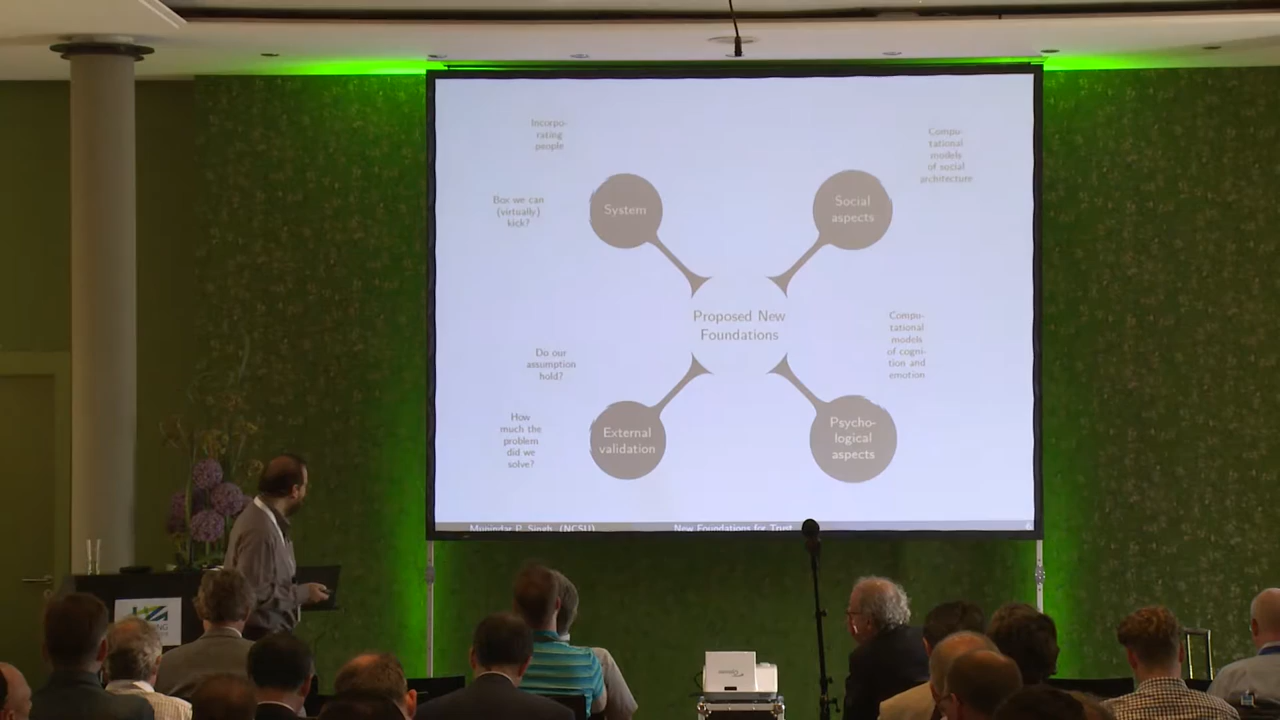 Incorpo-
rating
people
Compu-
tational
models
of social
architecture
Box we can
(virtually)
kick?
System
Social
aspects
Proposed New
Foundations
Compu-
tational
models
of cogni-
tion and
emotion
Do our
assumption
hold?
How
much the
problem
did we
solve?
External
validation
Psycho-
logical
aspects
Munindar P. Singh (NCSU)
New Foundations for Trust